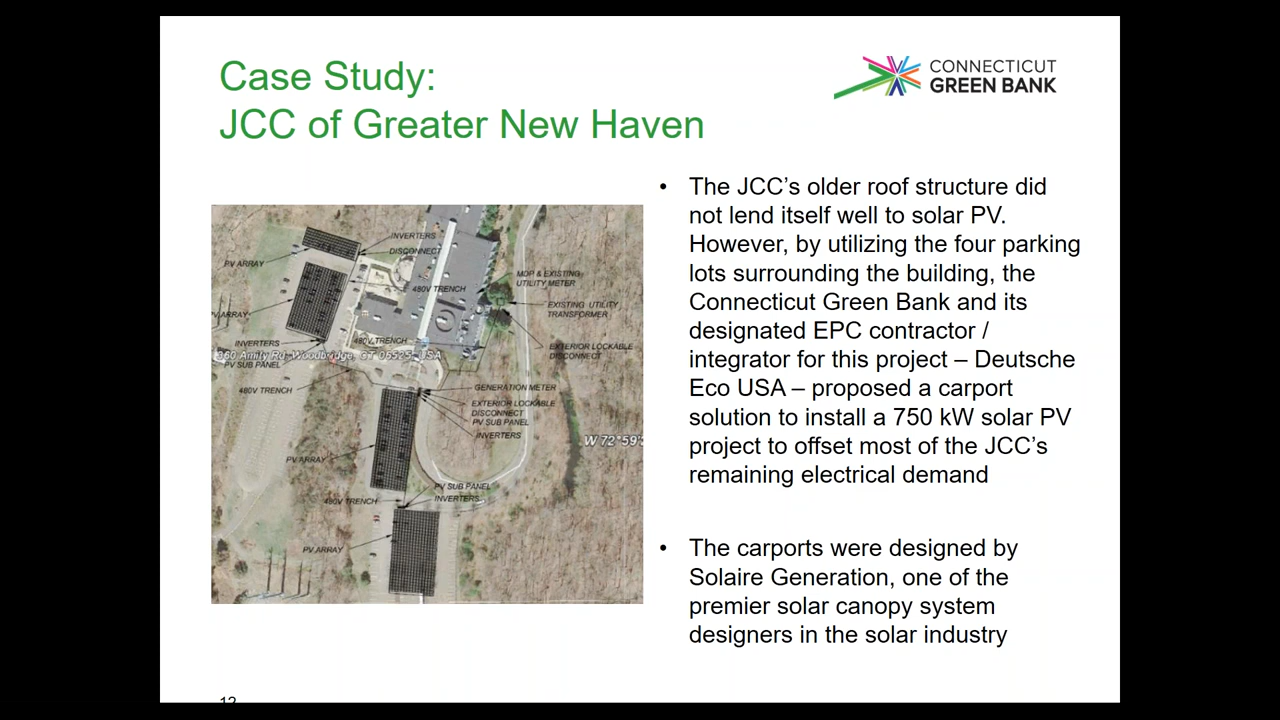 Case Study:
JCC of Greater New Haven
CONNECTICUT
GREEN BANK
• The JCC’s older roof structure did
not lend itself well to solar PV.
However, by utilizing the four parking
lots surrounding the building, the
Connecticut Green Bank and its
designated EPC contractor /
integrator for this project – Deutsche
Eco USA – proposed a carport
solution to install a 750 kW solar PV
project to offset most of the JCC’s
remaining electrical demand
• The carports were designed by
Solaire Generation, one of the
premier solar canopy system
designers in the solar industry
INVERTERS
DISCONNECT
PV ARRAY
480V TRENCH
MDP & EXISTING
UTILITY METER
EXISTING UTILITY
TRANSFORMER
PV ARRAY
INVERTERS
480V TRENCH
EXTERIOR LOCKABLE
DISCONNECT
360 Amity Rd, Woodbridge, CT 06525, USA
PV SUB PANEL
480V TRENCH
GENERATION METER
EXTERIOR LOCKABLE
DISCONNECT
PV SUB PANEL
INVERTERS
W 72°59'
PV ARRAY
PV SUB PANEL
480V TRENCH
INVERTERS
PV ARRAY
12